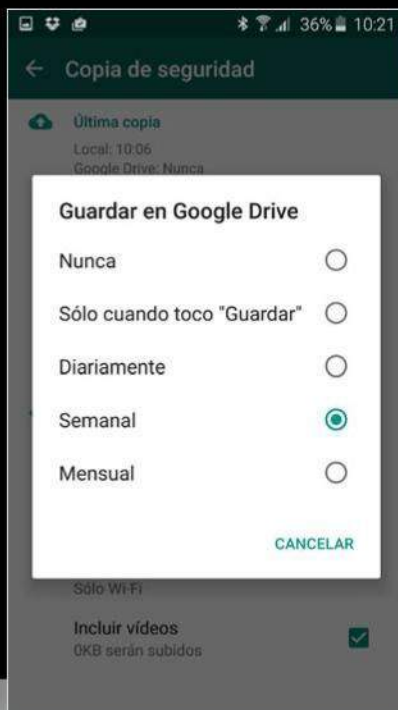 36% 10:21
Copia de seguridad
Última copia
Local: 10:06
Google Drive: Nunca
Guardar en Google Drive
Nunca
Sólo cuando toco "Guardar"
Diariamente
Semanal
Mensual
CANCELAR
Sólo Wi-Fi
Incluir vídeos
0KB serán subidos